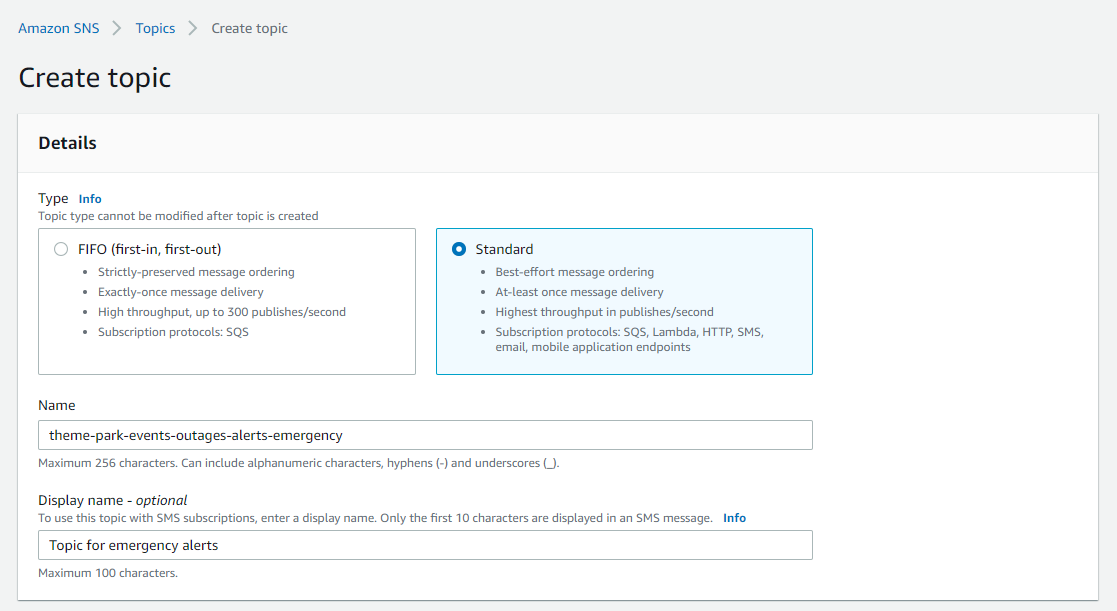 Amazon SNS > Topics > Create topic
Create topic
Details
Type Info
Topic type cannot be modified after topic is created
FIFO (first-in, first-out)
• Strictly-preserved message ordering
• Exactly-once message delivery
• High throughput, up to 300 publishes/second
• Subscription protocols: SQS
Standard
• Best-effort message ordering
• At-least once message delivery
• Highest throughput in publishes/second
• Subscription protocols: SQS, Lambda, HTTP, SMS,
email, mobile application endpoints
Name
theme-park-events-outages-alerts-emergency
Maximum 256 characters. Can include alphanumeric characters, hyphens (-) and underscores (_).
Display name - optional
To use this topic with SMS subscriptions, enter a display name. Only the first 10 characters are displayed in an SMS message. Info
Topic for emergency alerts
Maximum 100 characters.